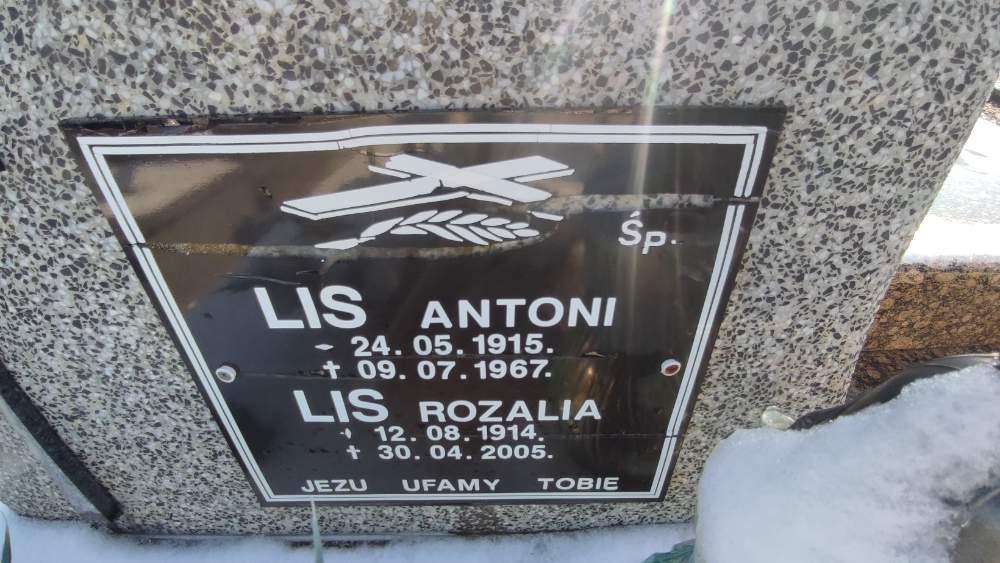 Śp.
LIS ANTONI
24.05.1915.
† 09.07.1967.
LIS ROZALIA
12.08.1914.
† 30.04.2005.
JEZU UFAMY TOBIE